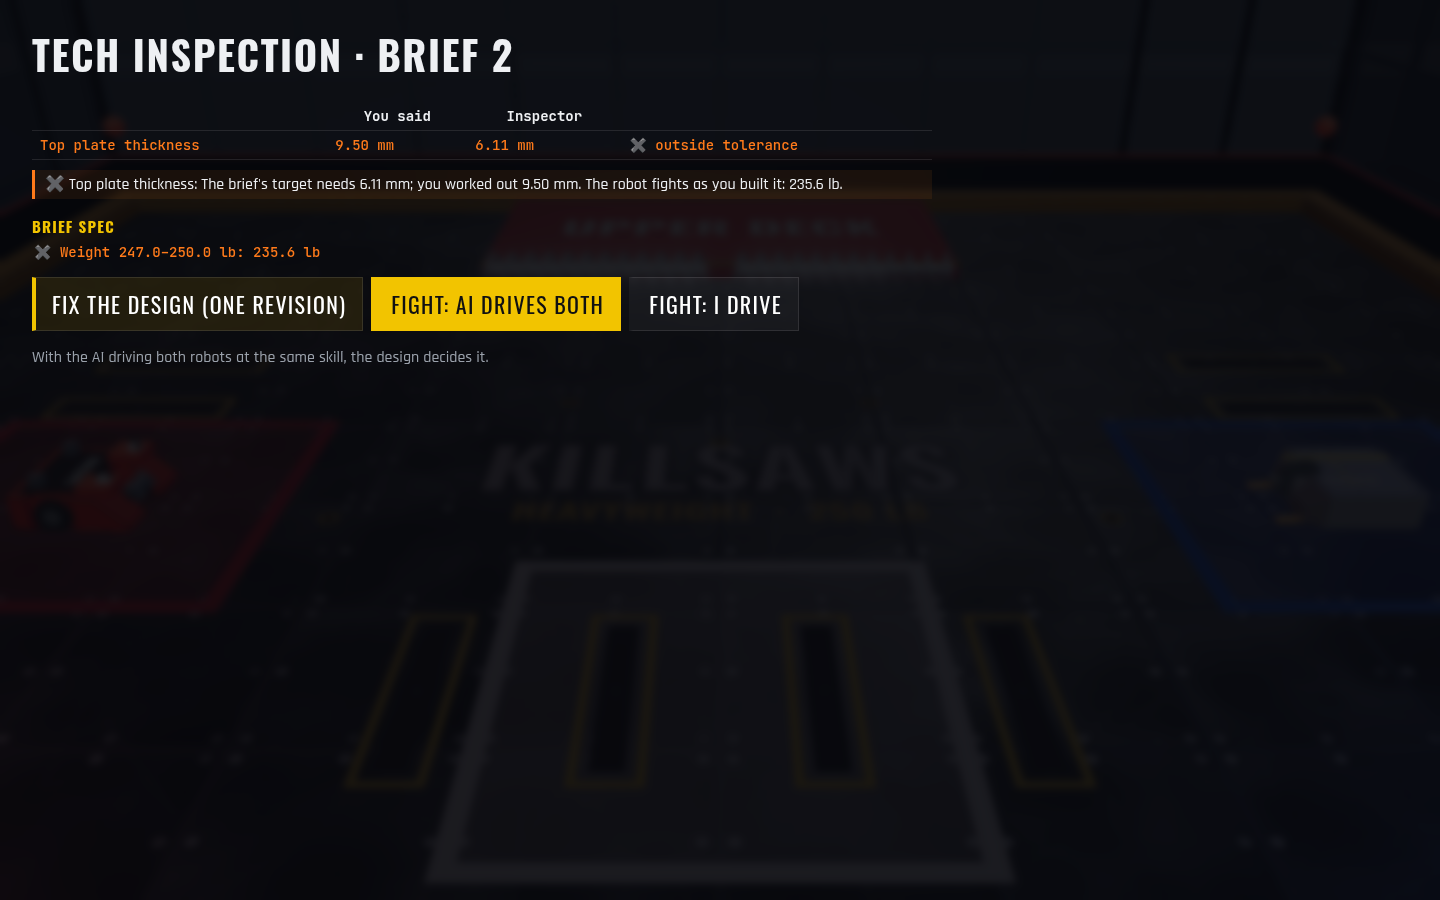 TECH INSPECTION · BRIEF 2
You said Inspector
Top plate thickness 9.50 mm 6.11 mm ✖ outside tolerance
✖ Top plate thickness: The brief's target needs 6.11 mm; you worked out 9.50 mm. The robot fights as you built it: 235.6 lb.
BRIEF SPEC
✖ Weight 247.0–250.0 lb: 235.6 lb
FIX THE DESIGN (ONE REVISION) FIGHT: AI DRIVES BOTH FIGHT: I DRIVE
With the AI driving both robots at the same skill, the design decides it.
KILLSAWS